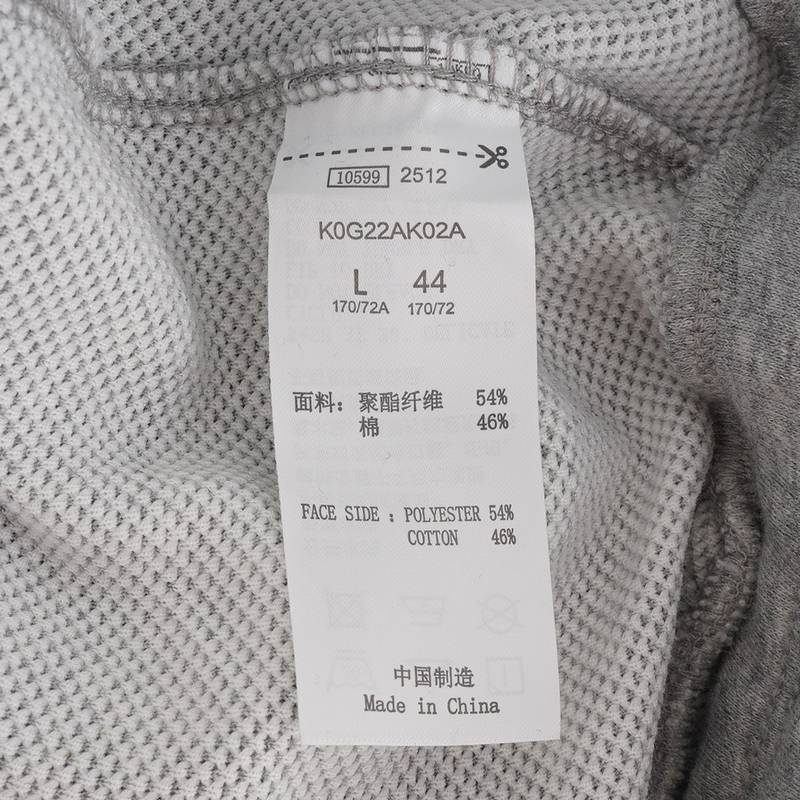 10599 2512
K0G22AK02A
L 44
170/72A 170/72
面料：聚酯纤维 54%
棉 46%
FACE SIDE : POLYESTER 54%
COTTON 46%
中国制造
Made in China